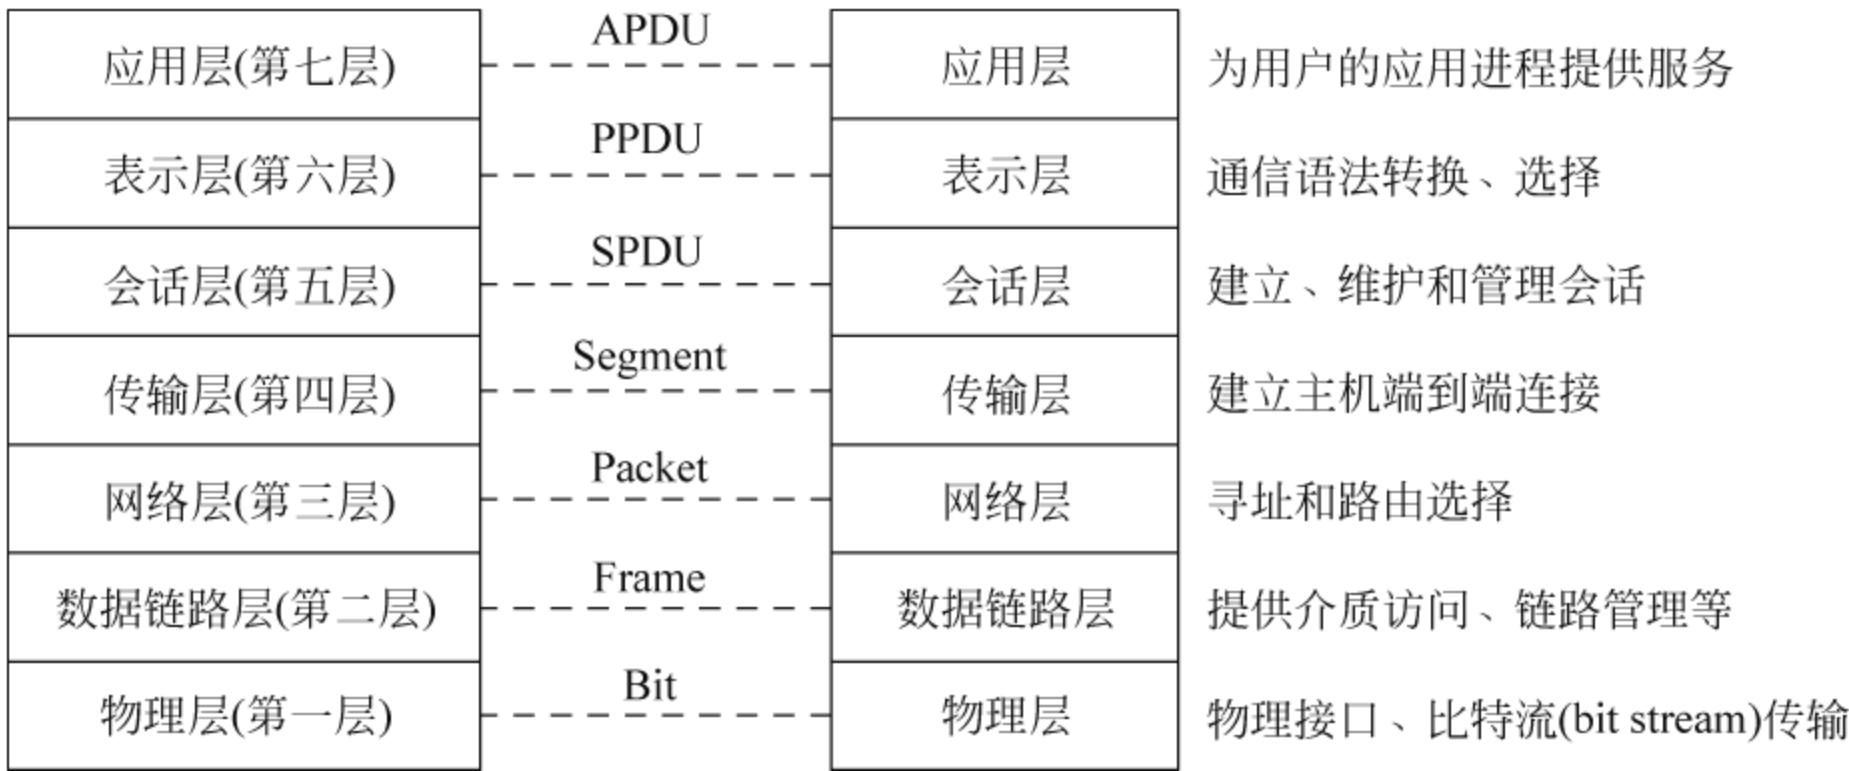 应用层(第七层) APDU 应用层 为用户的应用进程提供服务
表示层(第六层) PPDU 表示层 通信语法转换、选择
会话层(第五层) SPDU 会话层 建立、维护和管理会话
传输层(第四层) Segment 传输层 建立主机端到端连接
网络层(第三层) Packet 网络层 寻址和路由选择
数据链路层(第二层) Frame 数据链路层 提供介质访问、链路管理等
物理层(第一层) Bit 物理层 物理接口、比特流(bit stream)传输